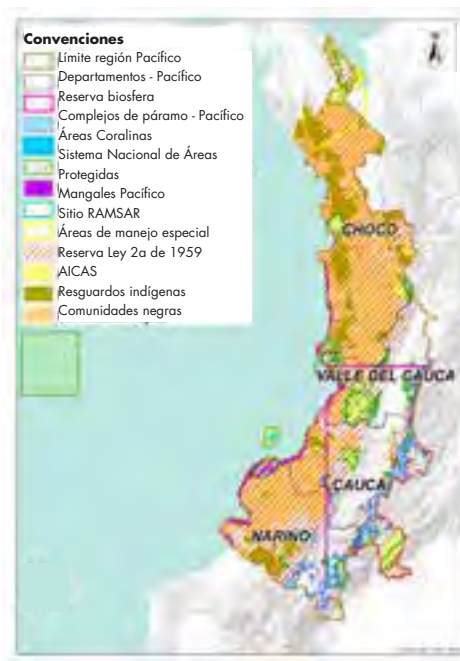 Convenciones
Límite región Pacífico
Departamentos - Pacífico
Reserva biosfera
Complejos de páramo - Pacífico
Áreas Coralinas
Sistema Nacional de Áreas
Protegidas
Mangales Pacífico
Sitio RAMSAR
Áreas de manejo especial
Reserva Ley 2a de 1959
AICAS
Resguardos indígenas
Comunidades negras
CHOCO
VALLE DEL CAUCA
CAUCA
NARIÑO